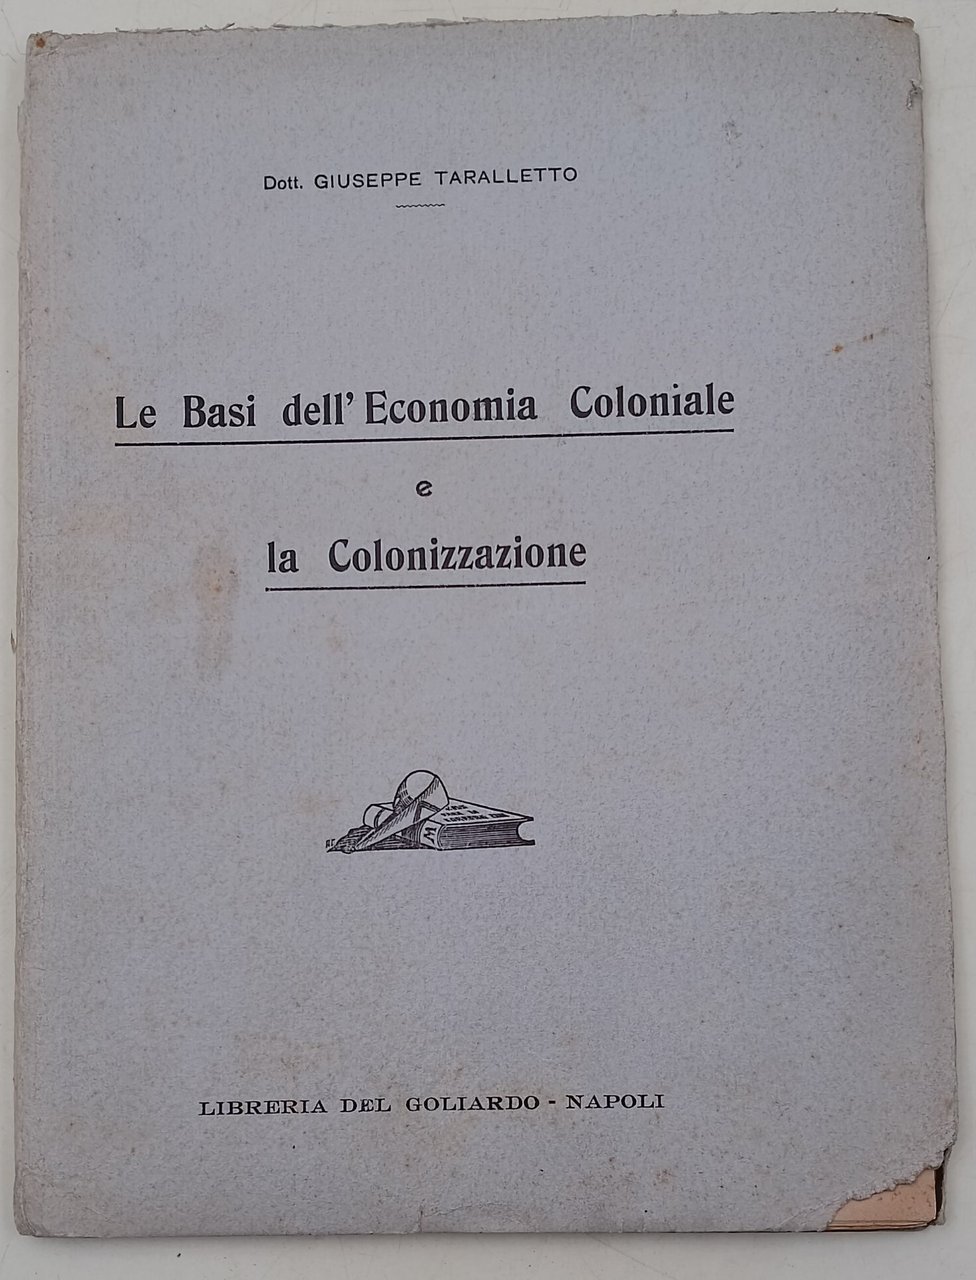 Dott. GIUSEPPE TARALLETTO
Le Basi dell' Economia Coloniale
e
la Colonizzazione
LIBRERIA DEL GOLIARDO - NAPOLI